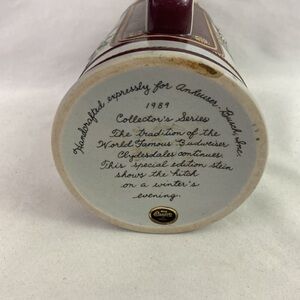 Handcrafted expressly for Anheuser-Busch, Inc.
1989
Collector's Series
The tradition of the
World Famous Budweiser
Clydesdales continues.
This special edition stein
shows the hitch
on a winter's
evening.